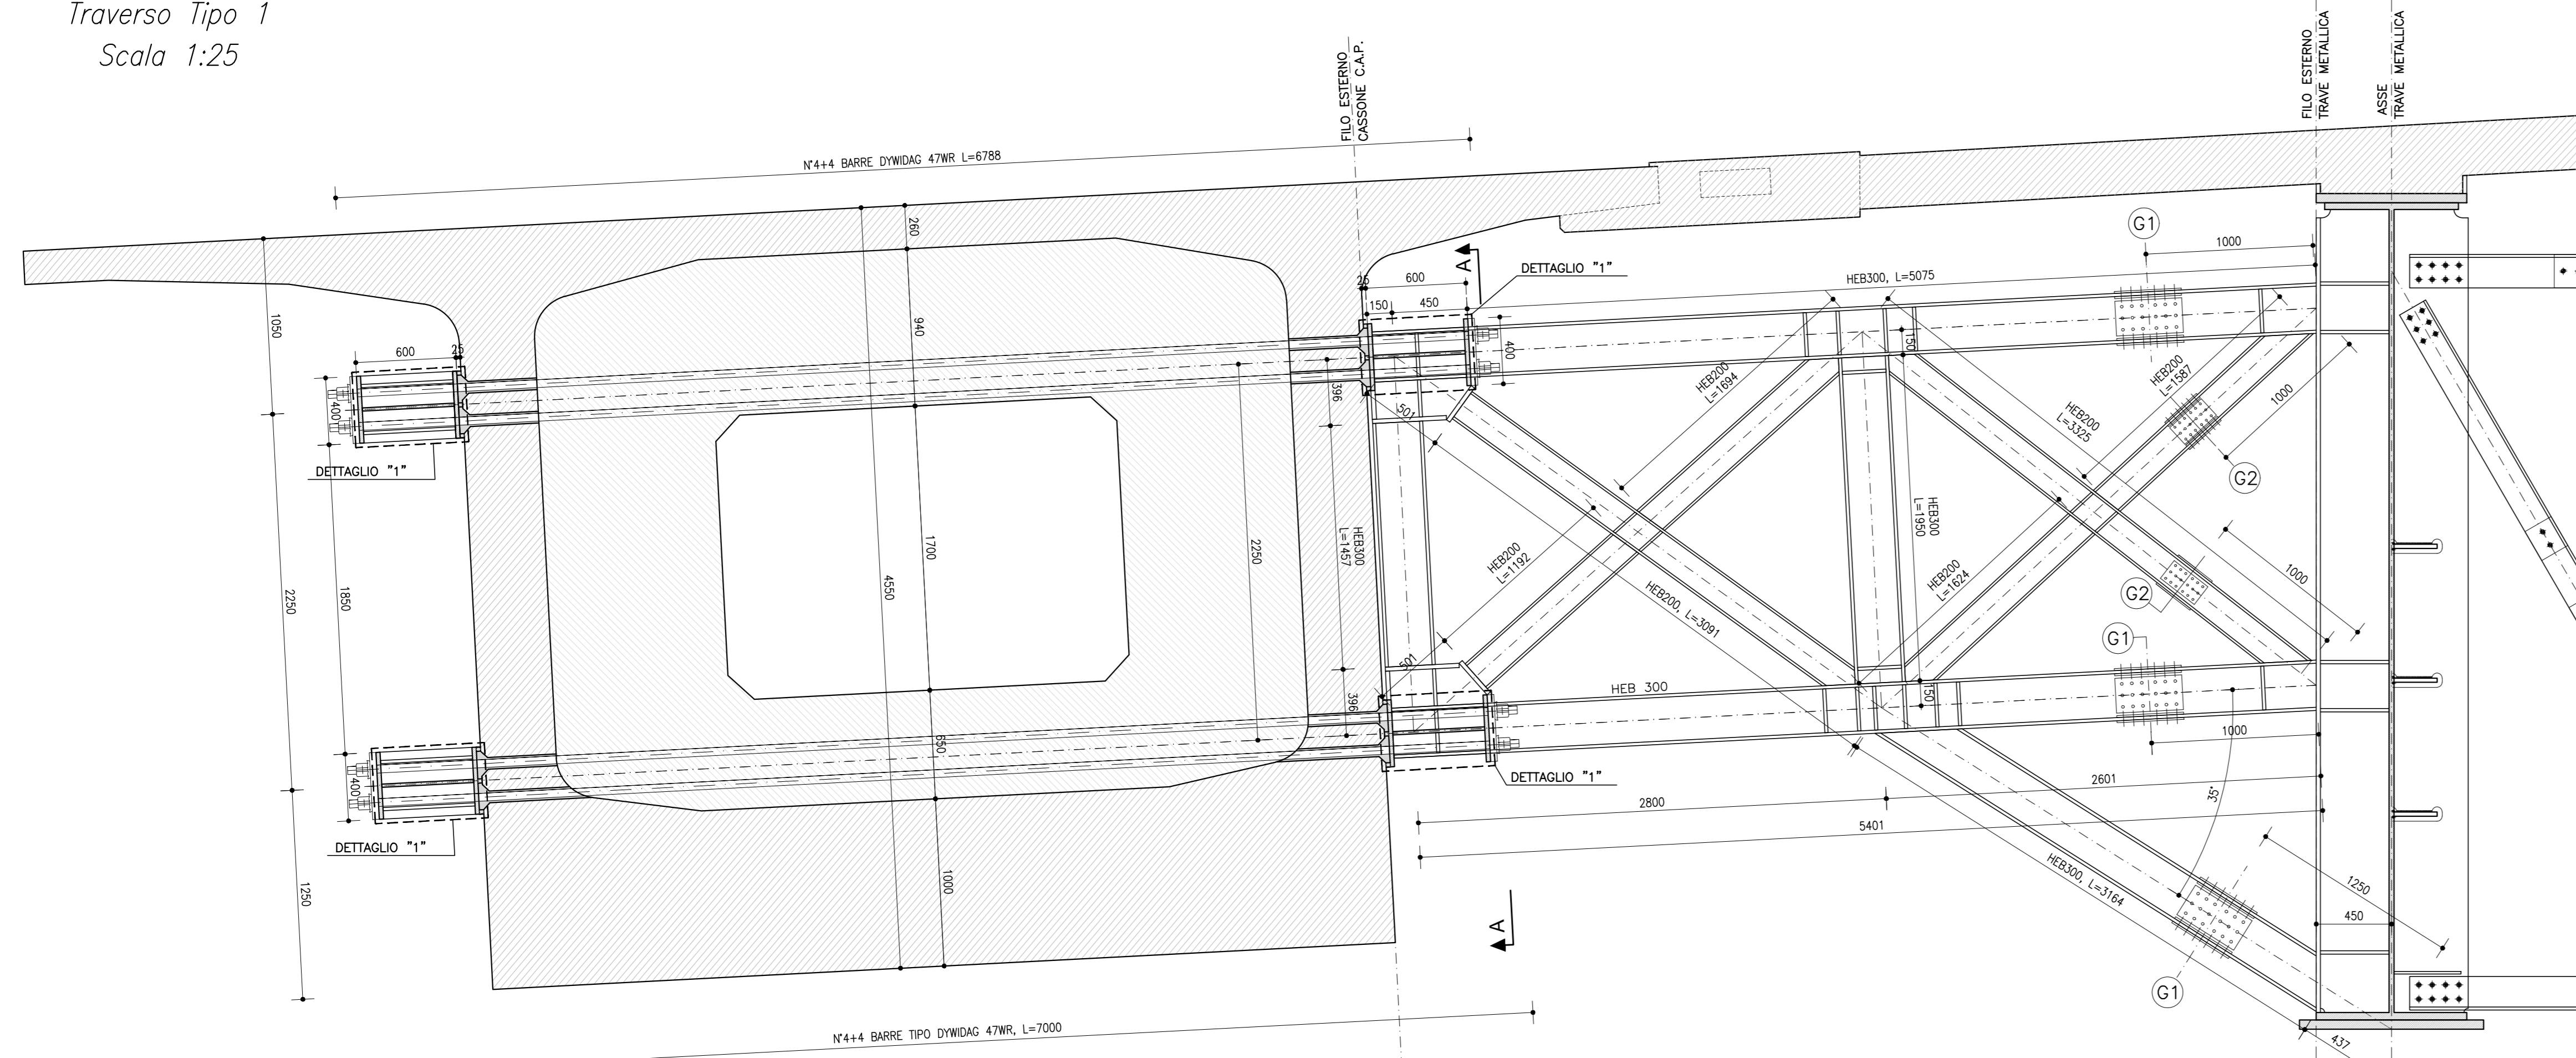 Traverso Tipo 1
Scala 1:25
FILO ESTERNO
CASSONE C.A.P.
FILO ESTERNO
TRAVE METALLICA
ASSE
TRAVE METALLICA
N°4+4 BARRE DYWIDAG 47WR L=6788
260
1050
940
600
25
400
DETTAGLIO "1"
2250
1850
1700
4550
2250
650
400
DETTAGLIO "1"
1250
1000
A
25
600
150
450
400
DETTAGLIO "1"
HEB300, L=5075
G1
1000
396
501
HEB200
L=1694
150
HEB200
L=1587
1000
HEB200
L=3325
G2
HEB300
L=1457
HEB200
L=1192
HEB300
L=1950
HEB200
L=1624
1000
G2
HEB200, L=3091
G1
501
396
HEB 300
150
1000
DETTAGLIO "1"
2800
2601
5401
35°
HEB300, L=3164
1250
450
A
G1
437
N°4+4 BARRE TIPO DYWIDAG 47WR, L=7000